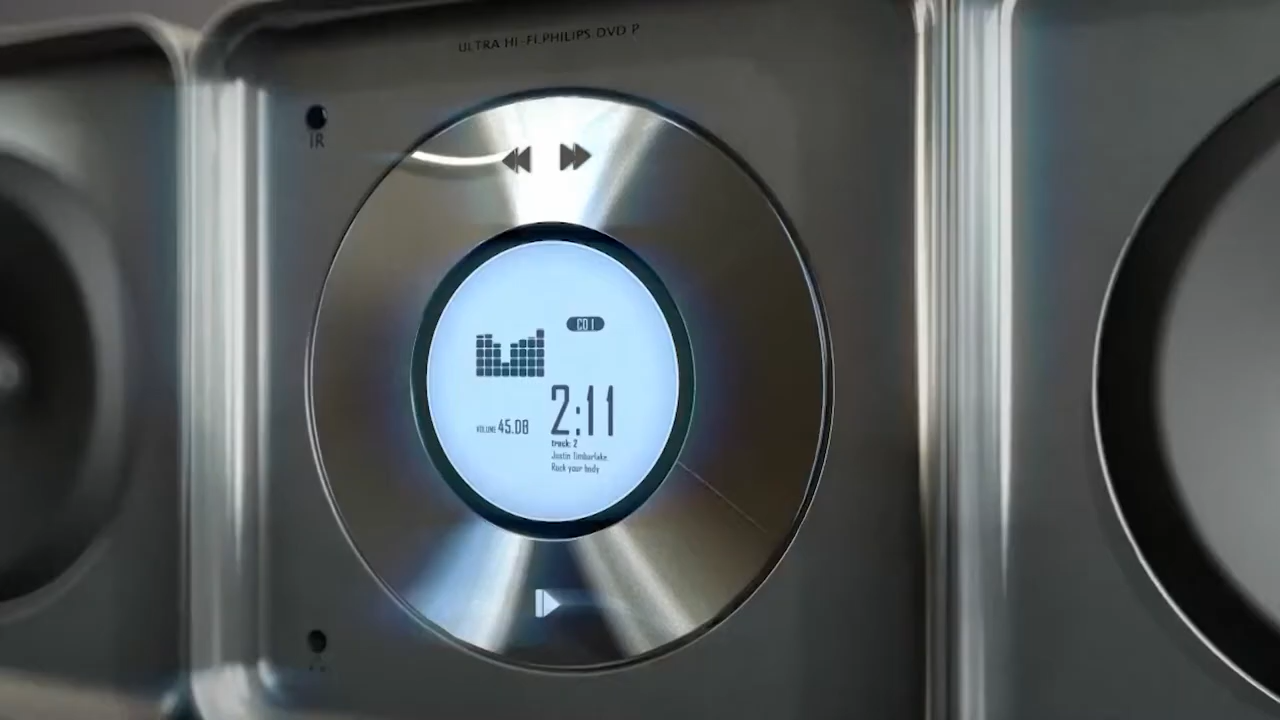 ULTRA HI-FI.PHILIPS DVD P
IR
CD 1
2:11
VOLUME 45.08
track: 2
Justin Timberlake.
Rock your body